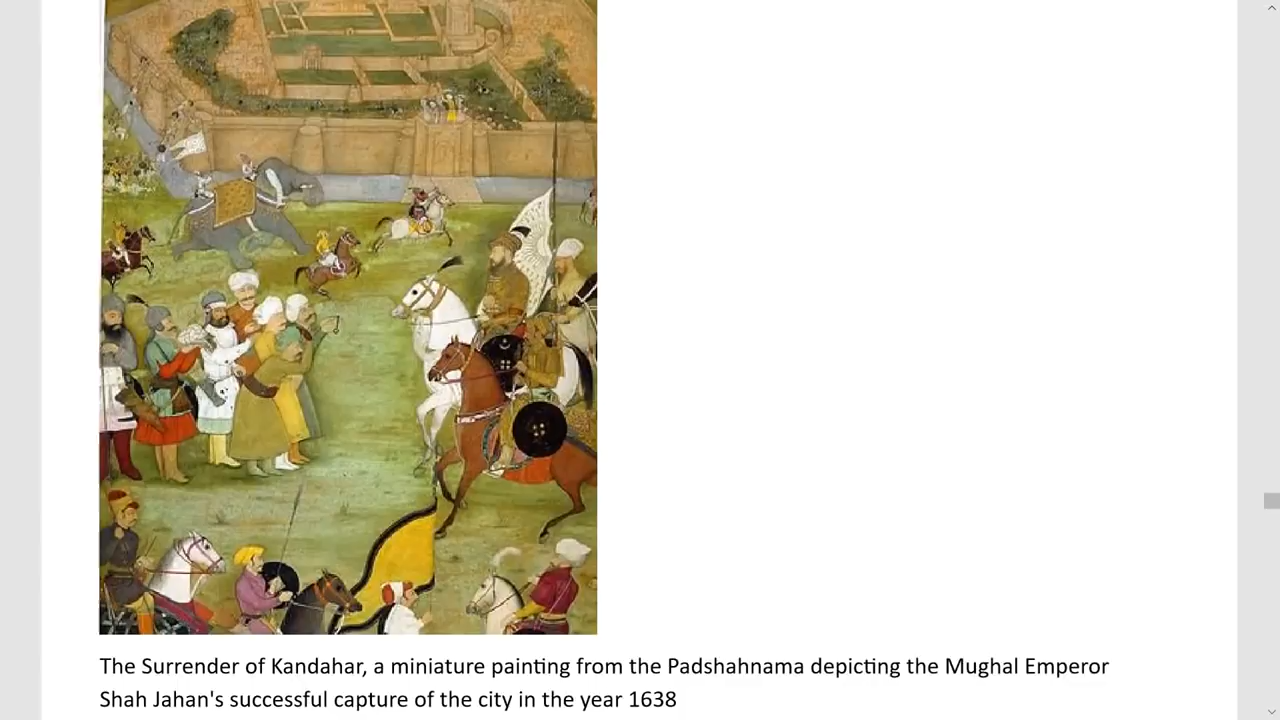 The Surrender of Kandahar, a miniature painting from the Padshahnama depicting the Mughal Emperor
Shah Jahan's successful capture of the city in the year 1638